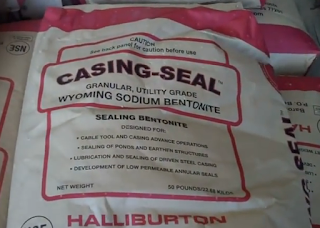 CAUTION
See back panel for caution before use
CASING-SEAL™
GRANULAR, UTILITY GRADE
WYOMING SODIUM BENTONITE
SEALING BENTONITE
DESIGNED FOR:
• CABLE TOOL AND CASING ADVANCE OPERATIONS
• SEALING OF PONDS AND EARTHEN STRUCTURES
• LUBRICATION AND SEALING OF DRIVEN STEEL CASING
• DEVELOPMENT OF LOW PERMEABLE ANNULAR SEALS
NET WEIGHT
50 POUNDS
HALLIBURTON
NSF